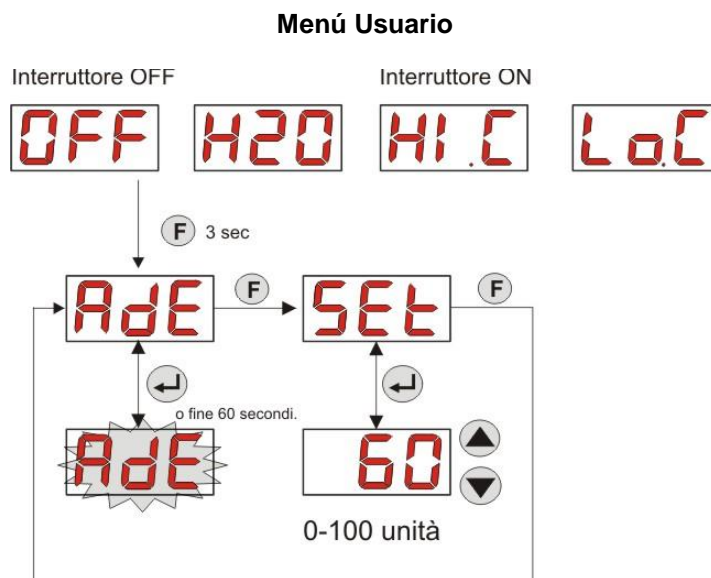 Menú Usuario
Interruttore OFF
Interruttore ON
OFF H20 HI.C Lo.C
F 3 sec
AdE F SEt F
o fine 60 secondi.
AdE 60
0-100 unità